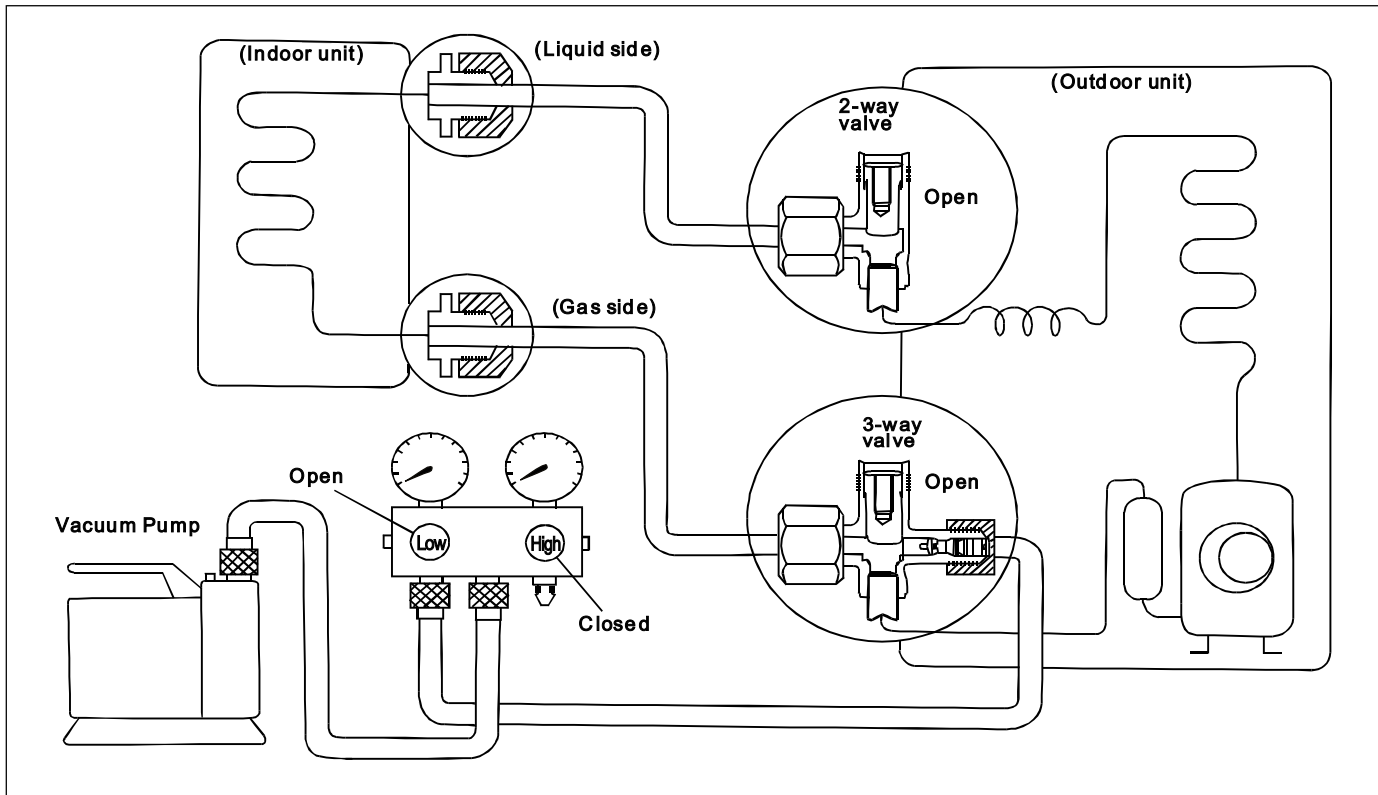 (Indoor unit)
(Liquid side)
(Outdoor unit)
2-way
valve
Open
(Gas side)
3-way
valve
Open
Open
Vacuum Pump
Low
High
Closed